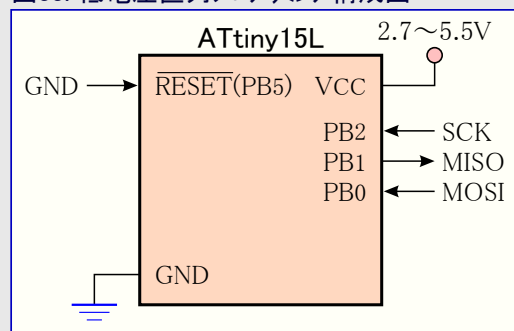 ATtiny15L
2.7～5.5V
GND
RESET(PB5)
VCC
PB2
SCK
PB1
MISO
PB0
MOSI
GND